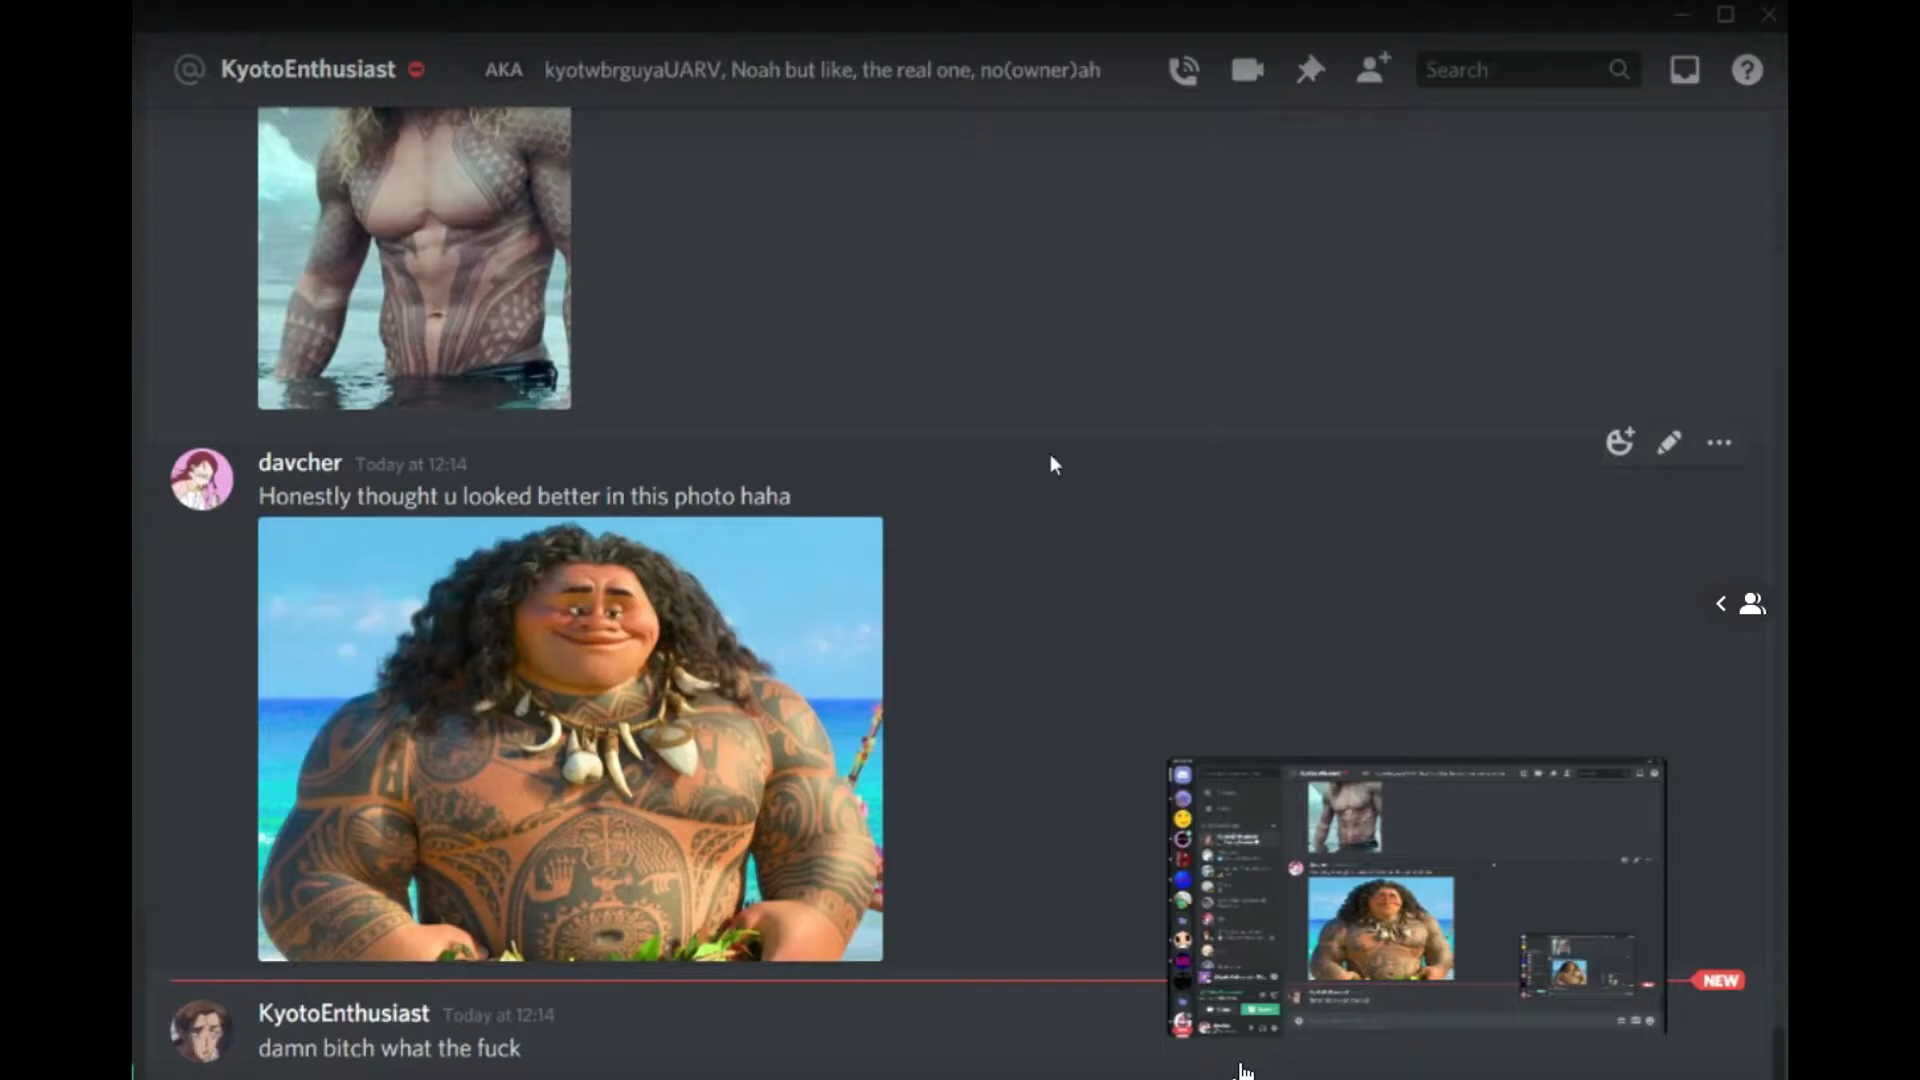 KyotoEnthusiast
AKA kyotwbrguyaUARV, Noah but like, the real one, no(owner)ah
Search
davcher Today at 12:14
Honestly thought u looked better in this photo haha
NEW
KyotoEnthusiast Today at 12:14
damn bitch what the fuck